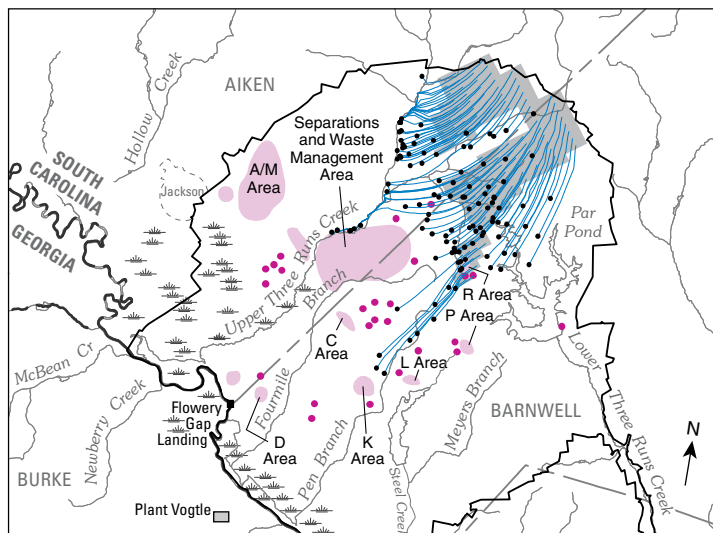 Hollow Creek
AIKEN
SOUTH
CAROLINA
GEORGIA
Jackson
A/M
Area
Separations and
Waste
Management
Area
Upper Three Runs Creek
Fourmile Branch
Par
Pond
R Area
P Area
C
Area
L Area
McBean Cr
Newberry Creek
Flowery
Gap
Landing
D
Area
K
Area
Pen Branch
Steel Creek
Meyers Branch
BARNWELL
Lower Three Runs Creek
BURKE
Plant Vogtle
N